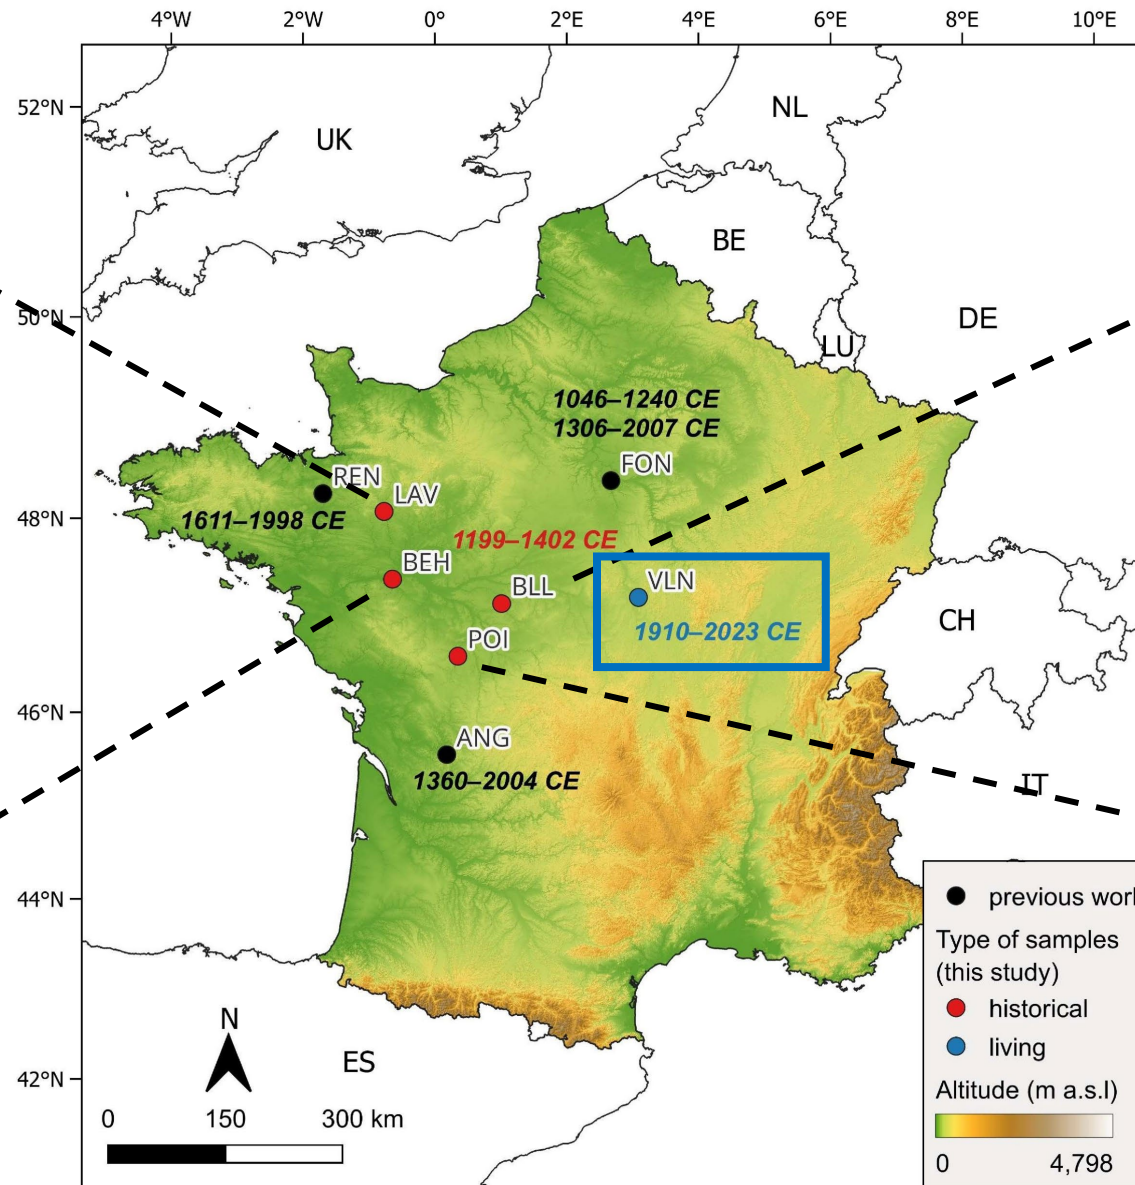 4°W 2°W 0° 2°E 4°E 6°E 8°E 10°E
52°N
NL
UK
BE
50°N
DE
LU
1046–1240 CE
1306–2007 CE
FON
REN
LAV
48°N
1611–1998 CE
1199–1402 CE
BEH
BLL
VLN
CH
1910–2023 CE
POI
46°N
ANG
1360–2004 CE
IT
44°N
previous work
Type of samples
(this study)
historical
living
N
ES
42°N
Altitude (m a.s.l)
0 150 300 km
0 4,798